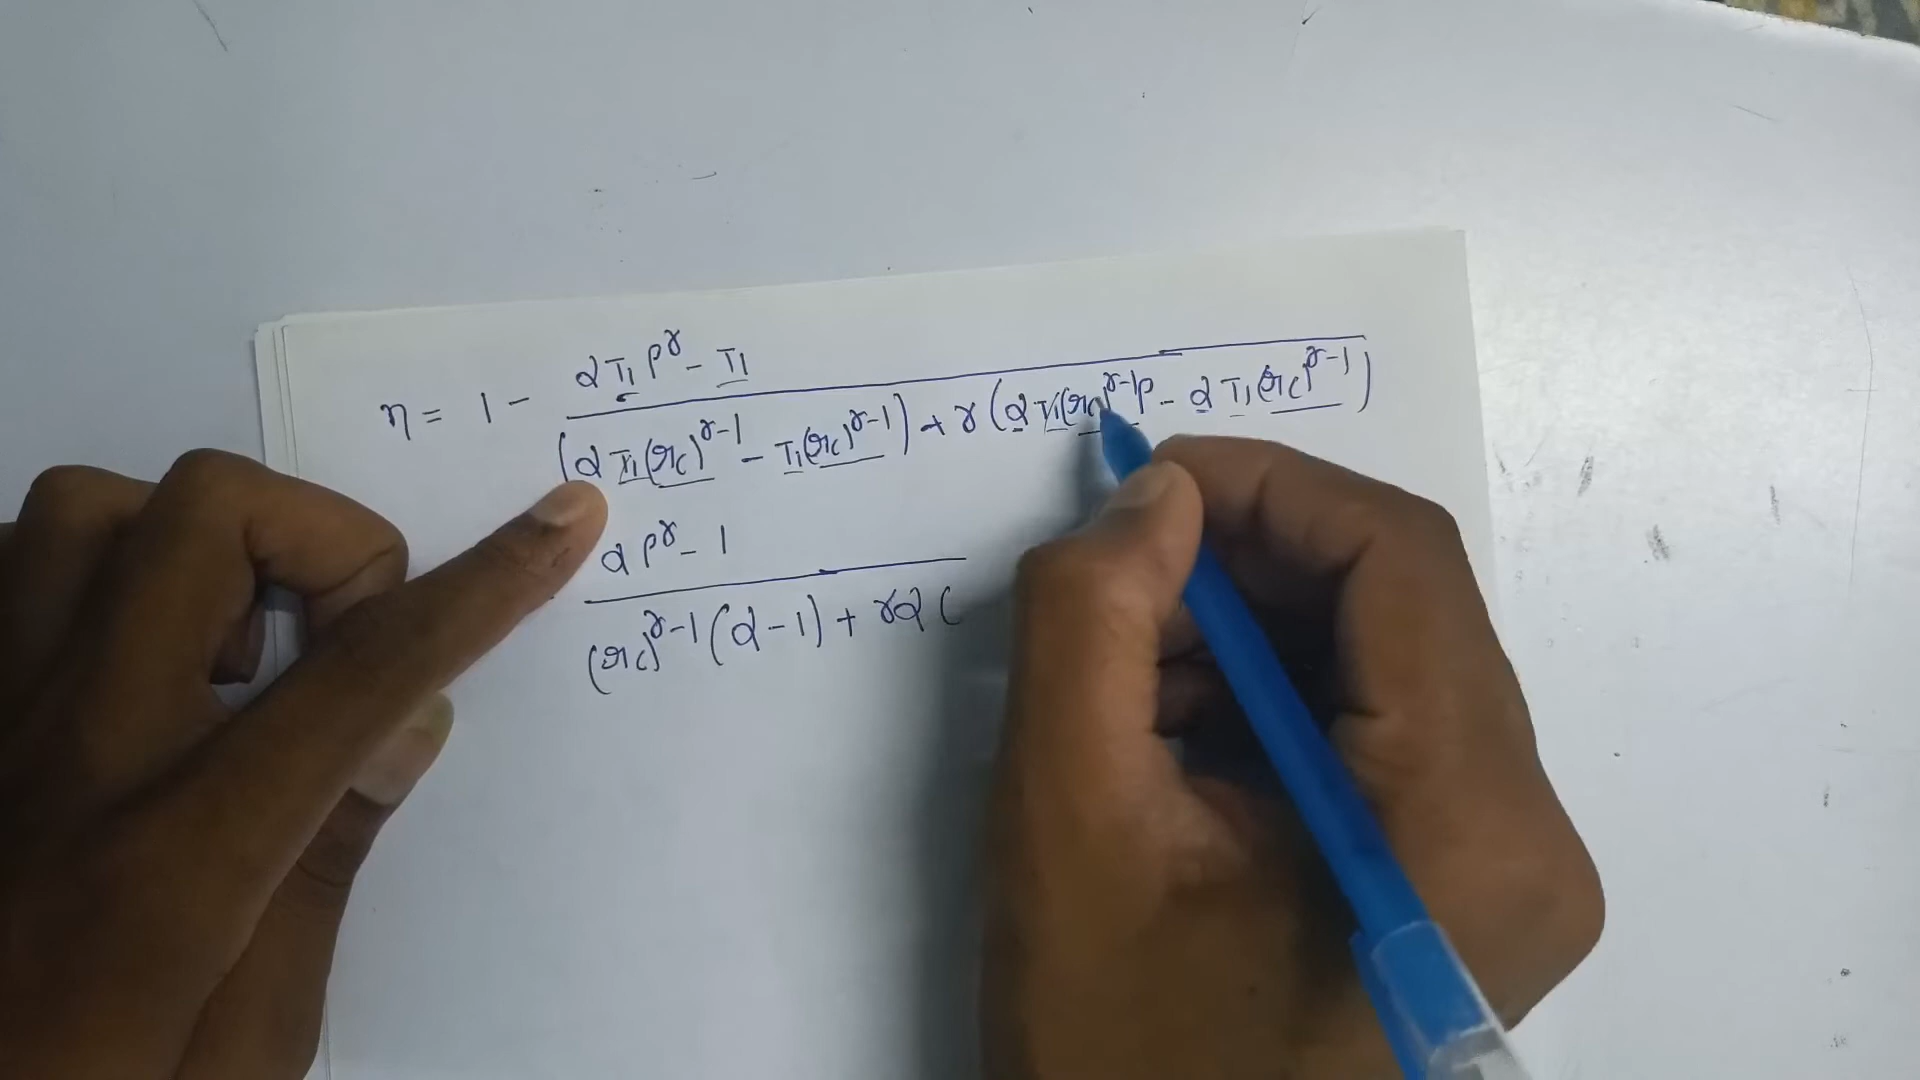 η = 1 - (αT₁ρ^γ - T₁) / ((αT₁(r_c)^γ-1 - T₁(r_c)^γ-1) + γ(αT₁(r_c)^γ-1 ρ - αT₁(r_c)^γ-1))
(αρ^γ - 1) / ((r_c)^γ-1 (α-1) + γα (